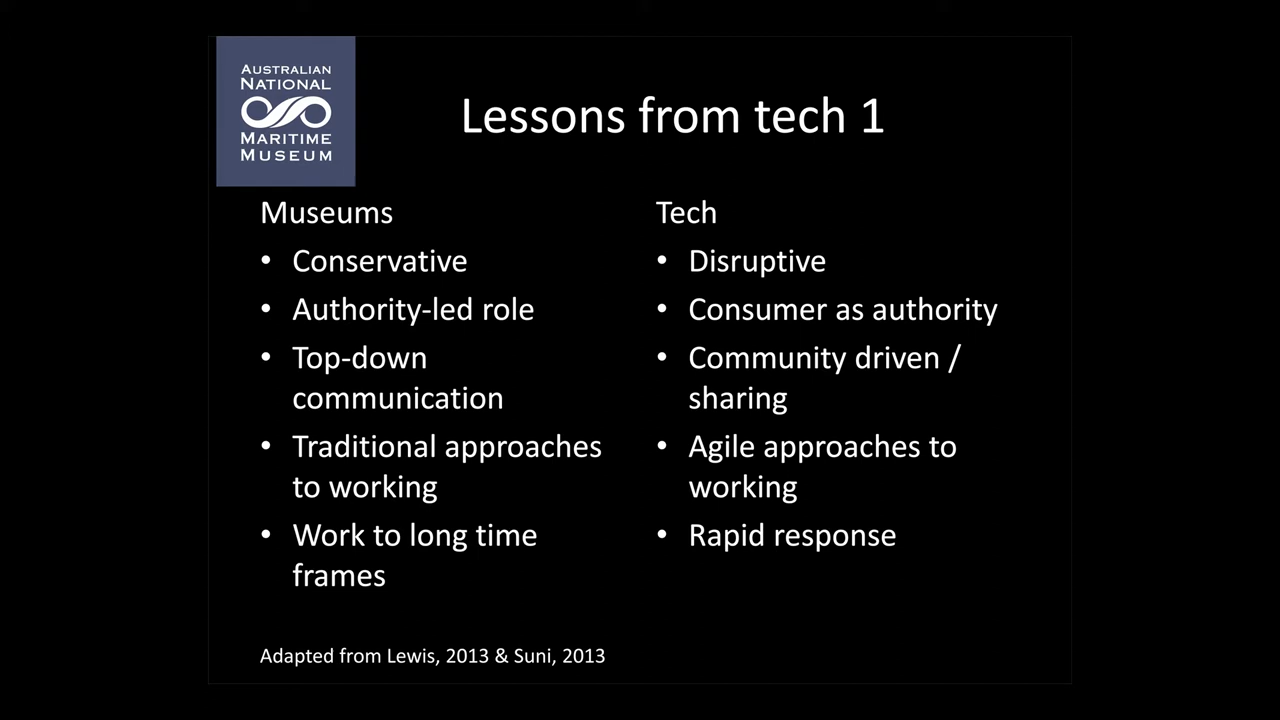 AUSTRALIAN
NATIONAL
MARITIME
MUSEUM
Lessons from tech 1
Museums
• Conservative
• Authority-led role
• Top-down
communication
• Traditional approaches
to working
• Work to long time
frames
Tech
• Disruptive
• Consumer as authority
• Community driven /
sharing
• Agile approaches to
working
• Rapid response
Adapted from Lewis, 2013 & Suni, 2013